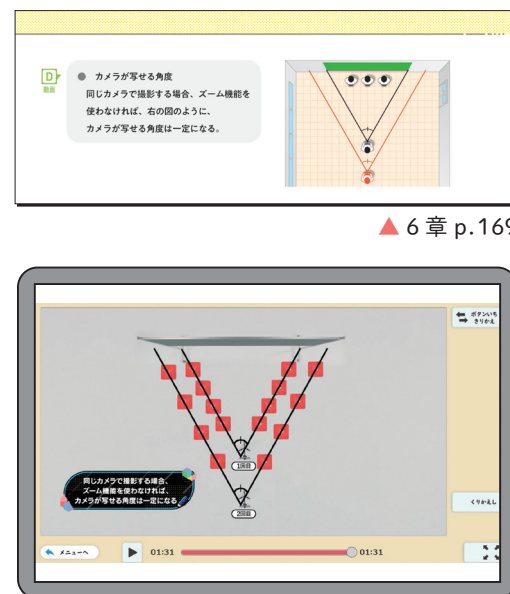 D
動画
● カメラが写せる角度
同じカメラで撮影する場合、ズーム機能を
使わなければ、右の図のように、
カメラが写せる角度は一定になる。
▲ 6 章 p.169
ボタンいち
きりかえ
1回目
同じカメラで撮影する場合、
ズーム機能を使わなければ、
カメラが写せる角度は一定になる
2回目
くりかえし
メニューへ
01:31
01:31